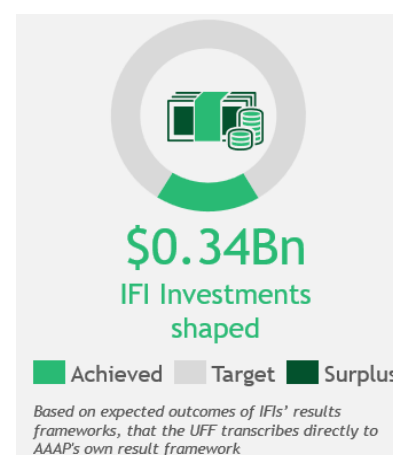 $0.34Bn
IFI Investments
shaped
Achieved Target Surplus
Based on expected outcomes of IFIs' results
frameworks, that the UFF transcribes directly to
AAAP's own result framework